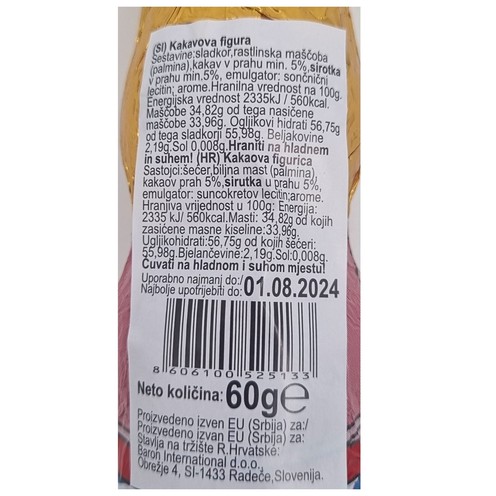 (SI) Kakavova figura
Sestavine:sladkor,rastlinska maščoba
(palmina),kakav v prahu min. 5%,sirotka
v prahu min.5%, emulgator: sončnični
lecitin; arome.Hranilna vrednost na 100g.
Energijska vrednost 2335kJ / 560kcal.
Maščobe 34,82g od tega nasičene
maščobe 33,96g. Ogljikovi hidrati 56,75g
od tega sladkorji 55,98g. Beljakovine
2,19g.Sol 0,008g.Hraniti na hladnem
in suhem! (HR) Kakaova figurica
Sastojci:šećer,biljna mast (palmina),
kakaov prah 5%,sirutka u prahu 5%,
emulgator: suncokretov lecitin;arome.
Hranjiva vrijednost u 100g: Energija:
2335 kJ/ 560kcal.Masti: 34,82g od kojih
zasićene masne kiseline:33,96g.
Ugljikohidrati:56,75g od kojih šećeri:
55,98g.Bjelančevine:2,19g.Sol:0,008g.
Čuvati na hladnom i suhom mjestu!
Uporabno najmanj do:/
Najbolje upotrijebiti do: 01.08.2024
8 606100 525133
Neto količina: 60g℮
Proizvedeno izven EU (Srbija) za:/
Proizvedeno izven EU (Srbija) za:
Stavlja na tržište R.Hrvatske:
Baron International d.o.o.,
Obrežje 4, SI-1433 Radeče,Slovenija.